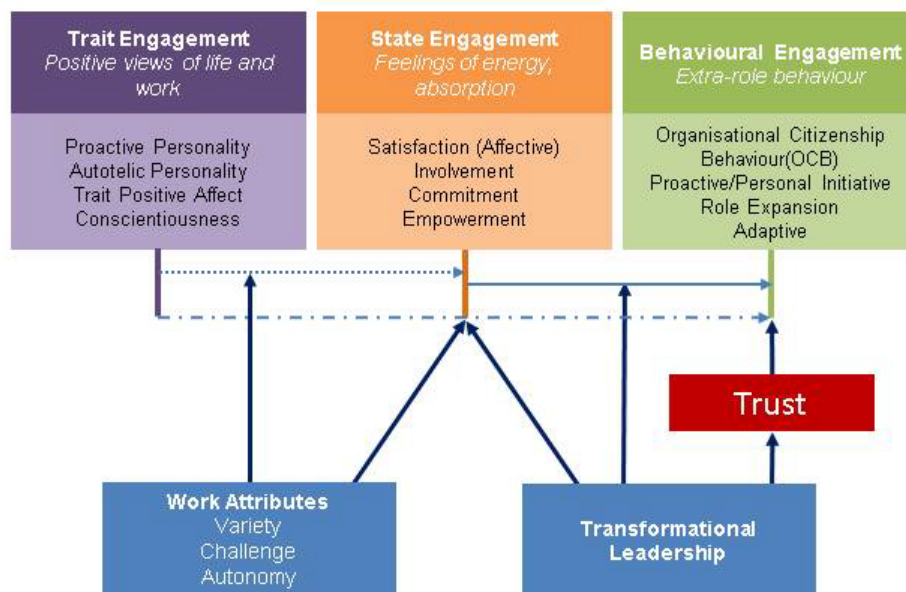 Trait Engagement
Positive views of life and
work
Proactive Personality
Autotelic Personality
Trait Positive Affect
Conscientiousness
State Engagement
Feelings of energy,
absorption
Satisfaction (Affective)
Involvement
Commitment
Empowerment
Behavioural Engagement
Extra-role behaviour
Organisational Citizenship
Behaviour(OCB)
Proactive/Personal Initiative
Role Expansion
Adaptive
Trust
Work Attributes
Variety
Challenge
Autonomy
Transformational
Leadership